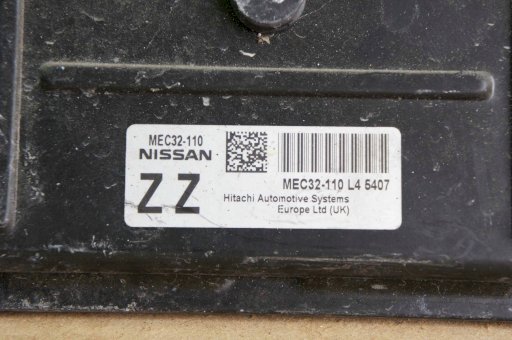 MEC32-110
NISSAN
ZZ
MEC32-110 L4 5407
Hitachi Automotive Systems
Europe Ltd (UK)